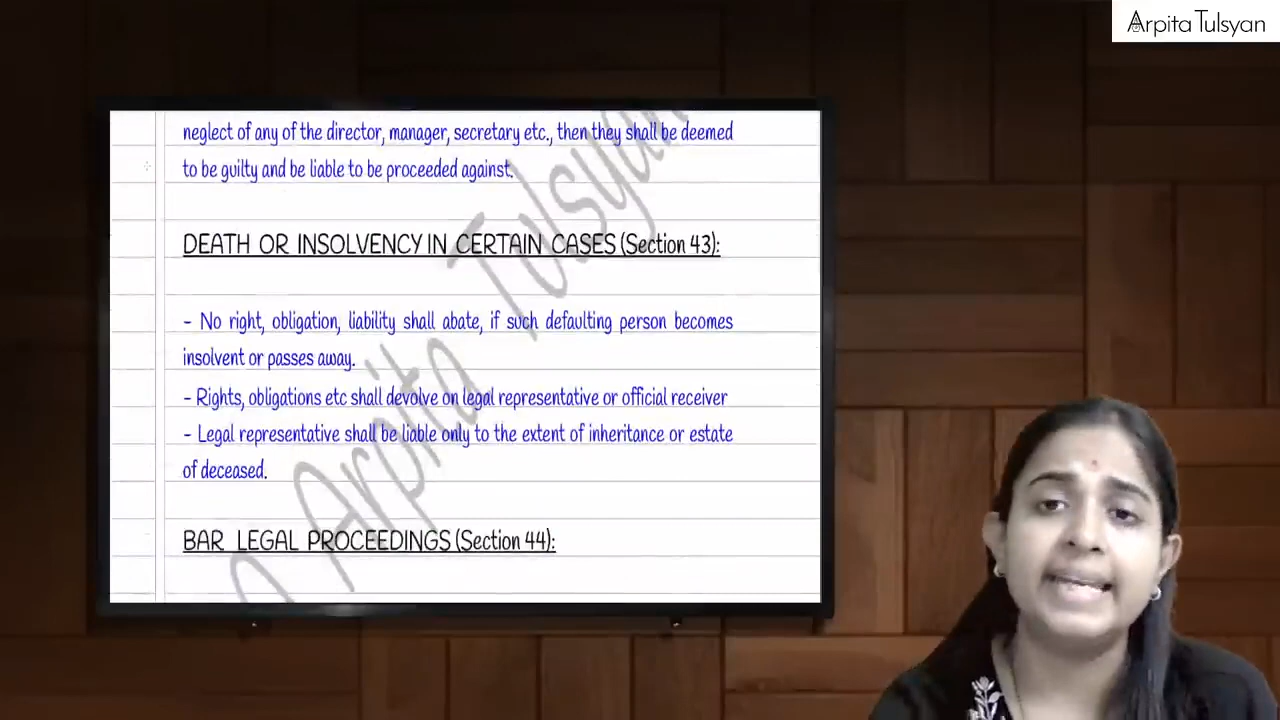 Arpita Tulsyan
neglect of any of the director, manager, secretary etc., then they shall be deemed
to be guilty and be liable to be proceeded against.
DEATH OR INSOLVENCY IN CERTAIN CASES (Section 43):
- No right, obligation, liability shall abate, if such defaulting person becomes
insolvent or passes away.
- Rights, obligations etc shall devolve on legal representative or official receiver
- Legal representative shall be liable only to the extent of inheritance or estate
of deceased.
BAR LEGAL PROCEEDINGS (Section 44):
Arpita Tulsyan